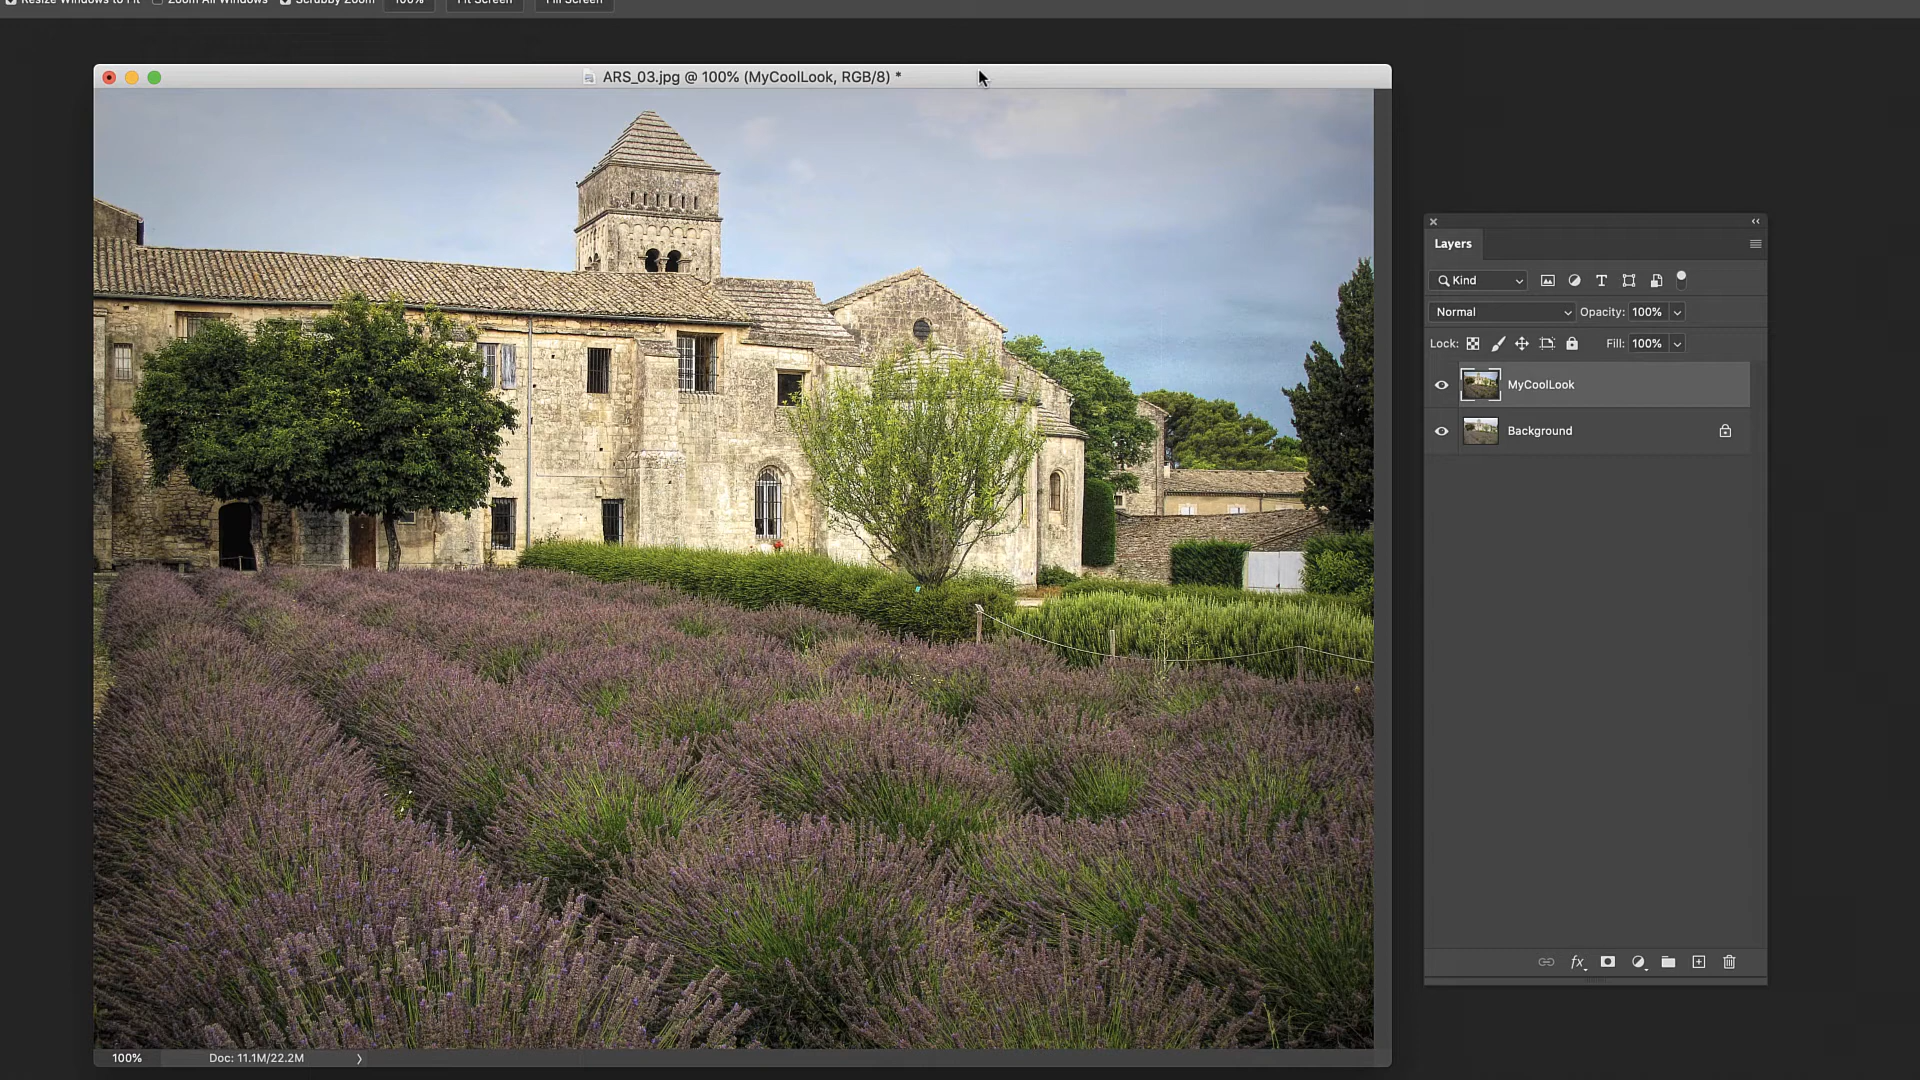 Resize Windows to Fit Zoom All Windows Scrubby Zoom 100% Fit Screen Fill Screen
ARS_03.jpg @ 100% (MyCoolLook, RGB/8) *
Layers
Kind
Normal Opacity: 100%
Lock: Fill: 100%
MyCoolLook
Background
fx
100% Doc: 11.1M/22.2M